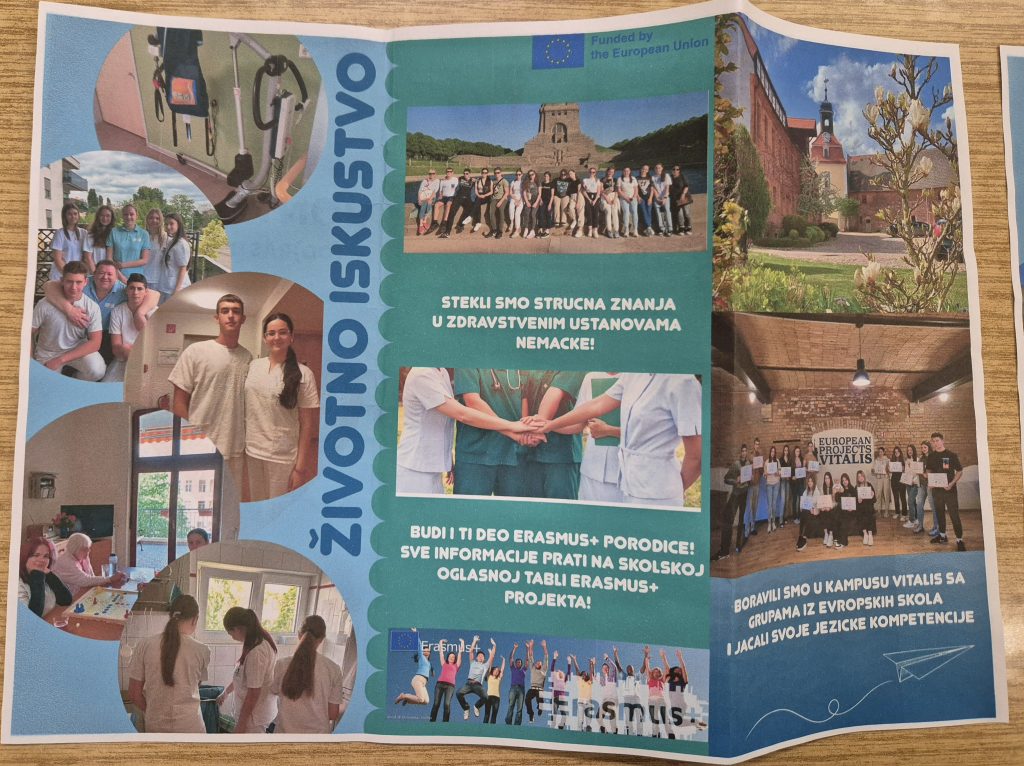 ŽIVOTNO ISKUSTVO
Funded by
the European Union
STEKLI SMO STRUCNA ZNANJA
U ZDRAVSTVENIM USTANOVAMA
NEMACKE!
BUDI I TI DEO ERASMUS+ PORODICE!
SVE INFORMACIJE PRATI NA SKOLSKOJ
OGLASNOJ TABLI ERASMUS+
PROJEKTA!
Erasmus+
Erasmus+
EUROPEAN
PROJECTS
VITALIS
BORAVILI SMO U KAMPUSU VITALIS SA
GRUPAMA IZ EVROPSKIH SKOLA
I JACALI SVOJE JEZICKE KOMPETENCIJE